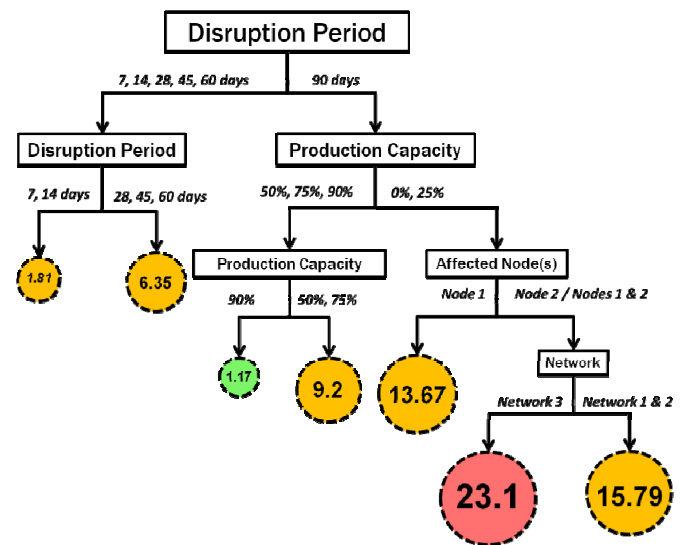 Disruption Period
7, 14, 28, 45, 60 days
90 days
Disruption Period
Production Capacity
7, 14 days
28, 45, 60 days
50%, 75%, 90%
0%, 25%
1.81
6.35
Production Capacity
Affected Node(s)
90%
50%, 75%
Node 1
Node 2 / Nodes 1 & 2
1.17
9.2
13.67
Network
Network 3
Network 1 & 2
23.1
15.79